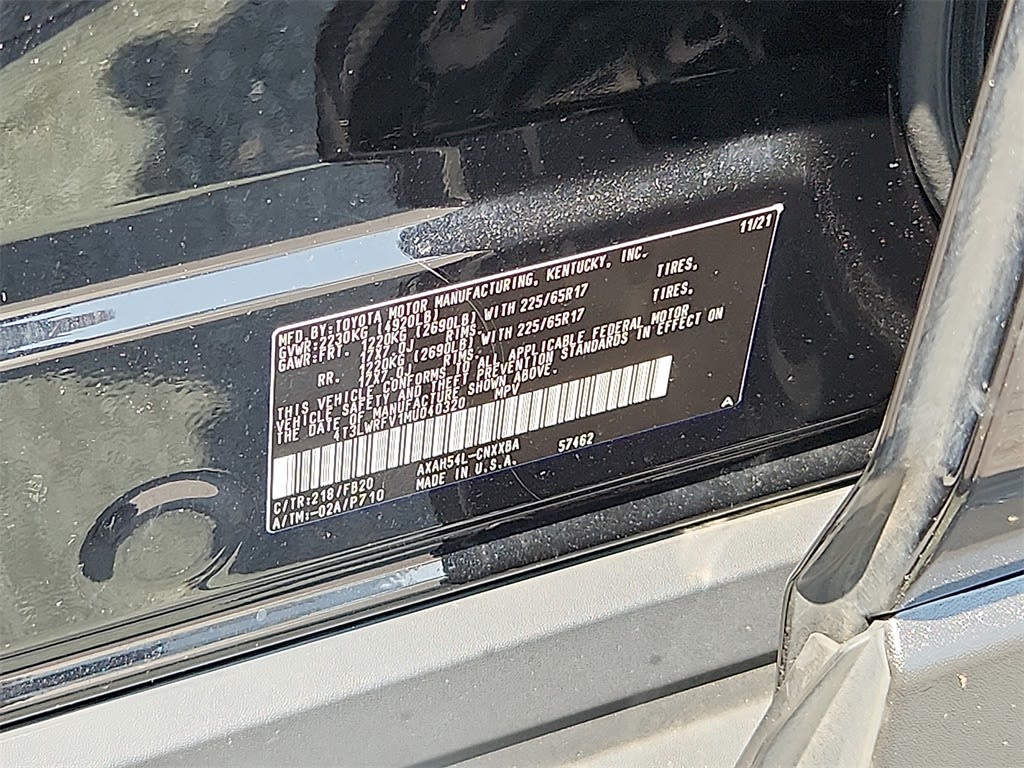 11/21
MFD.BY:TOYOTA MOTOR MANUFACTURING, KENTUCKY, INC.
GVWR:2230KG (4920LB)
GAWR:FRT. 1220KG (2690LB) WITH 225/65R17 TIRES,
17X7.0J RIMS,
RR. 1220KG (2690LB) WITH 225/65R17 TIRES,
17X7.0J RIMS,
THIS VEHICLE CONFORMS TO ALL APPLICABLE FEDERAL MOTOR
VEHICLE SAFETY AND THEFT PREVENTION STANDARDS IN EFFECT ON
THE DATE OF MANUFACTURE SHOWN ABOVE.
4T3LWRFV1MU040320 MPV
A
C/TR:218/FB20 AXAH54L-CNXXBA 57462
A/TM:-02A/P710 MADE IN U.S.A.